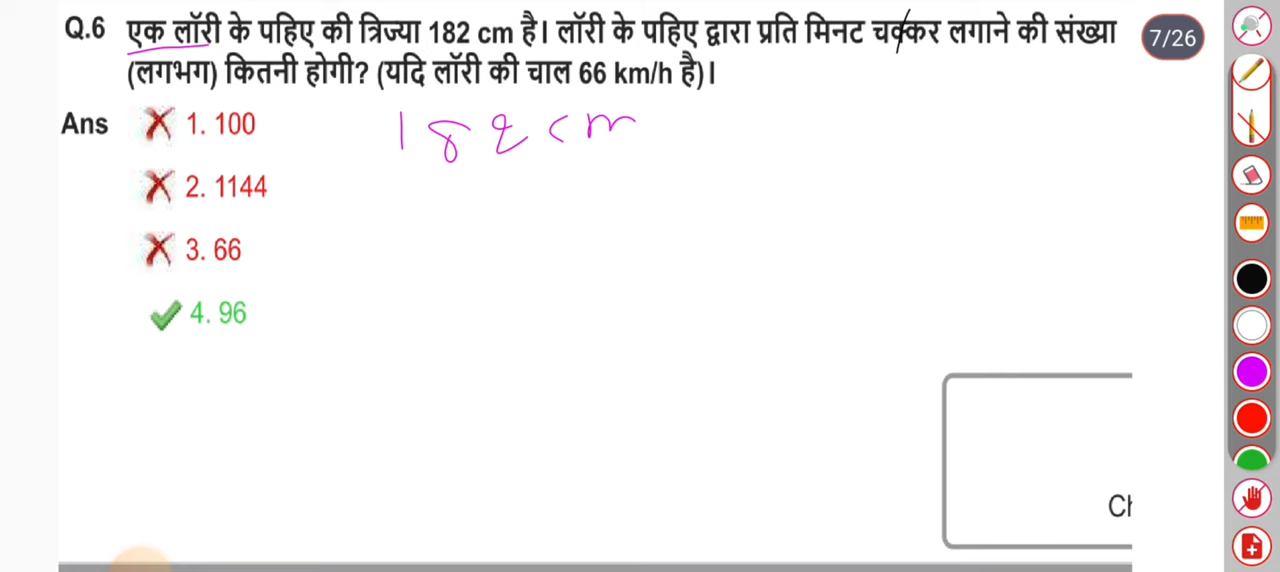 Q.6 एक लॉरी के पहिए की त्रिज्या 182 cm है। लॉरी के पहिए द्वारा प्रति मिनट चक्कर लगाने की संख्या
7/26
(लगभग) कितनी होगी? (यदि लॉरी की चाल 66 km/h है)।
Ans 1. 100
182 cm
2. 1144
3. 66
4. 96